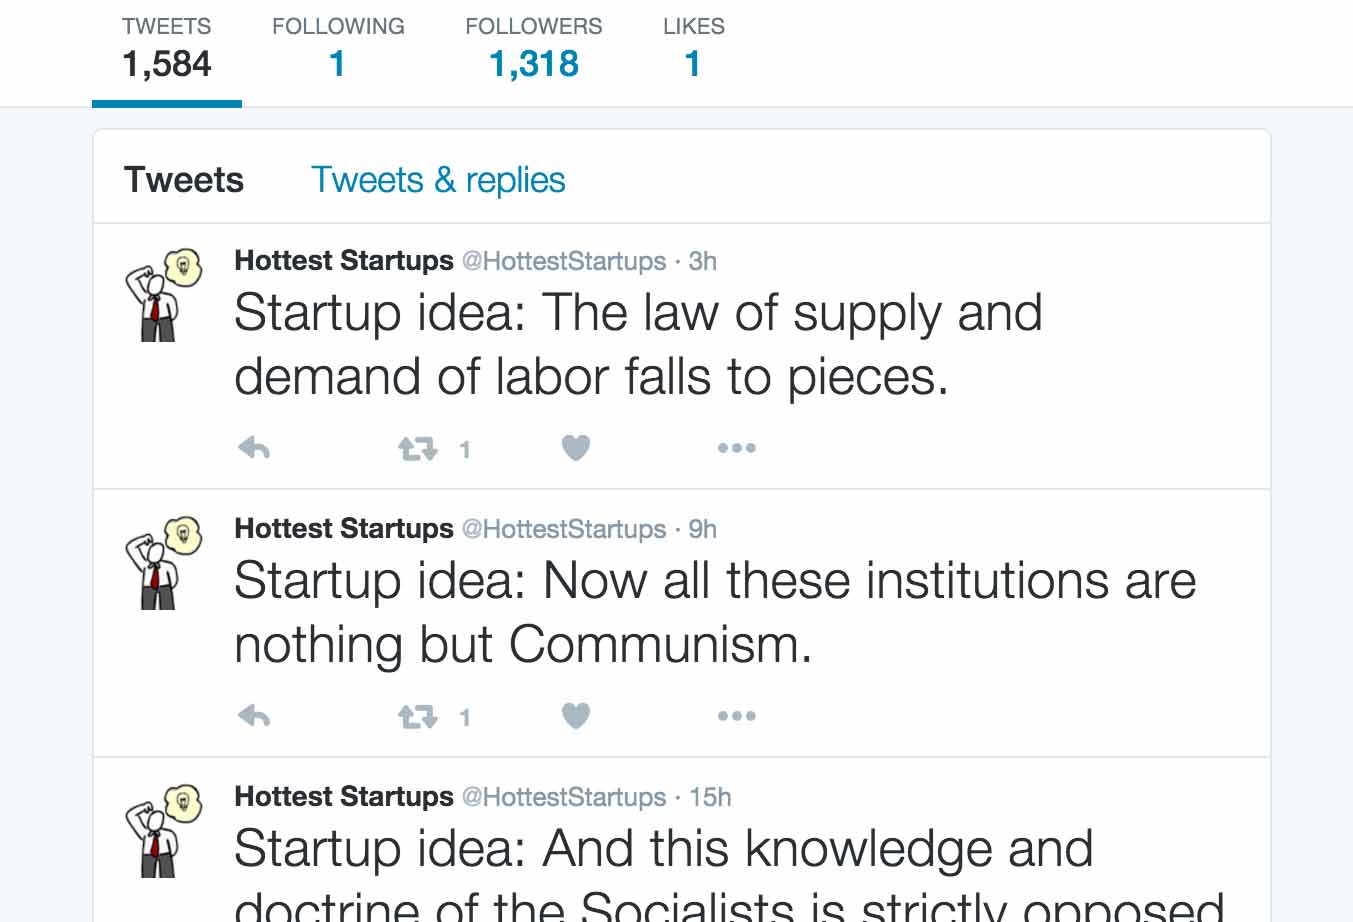 TWEETS FOLLOWING FOLLOWERS LIKES
1,584 1 1,318 1
Tweets Tweets & replies
Hottest Startups @HottestStartups · 3h
Startup idea: The law of supply and
demand of labor falls to pieces.
1
Hottest Startups @HottestStartups · 9h
Startup idea: Now all these institutions are
nothing but Communism.
1
Hottest Startups @HottestStartups · 15h
Startup idea: And this knowledge and
doctrine of the Socialists is strictly opposed